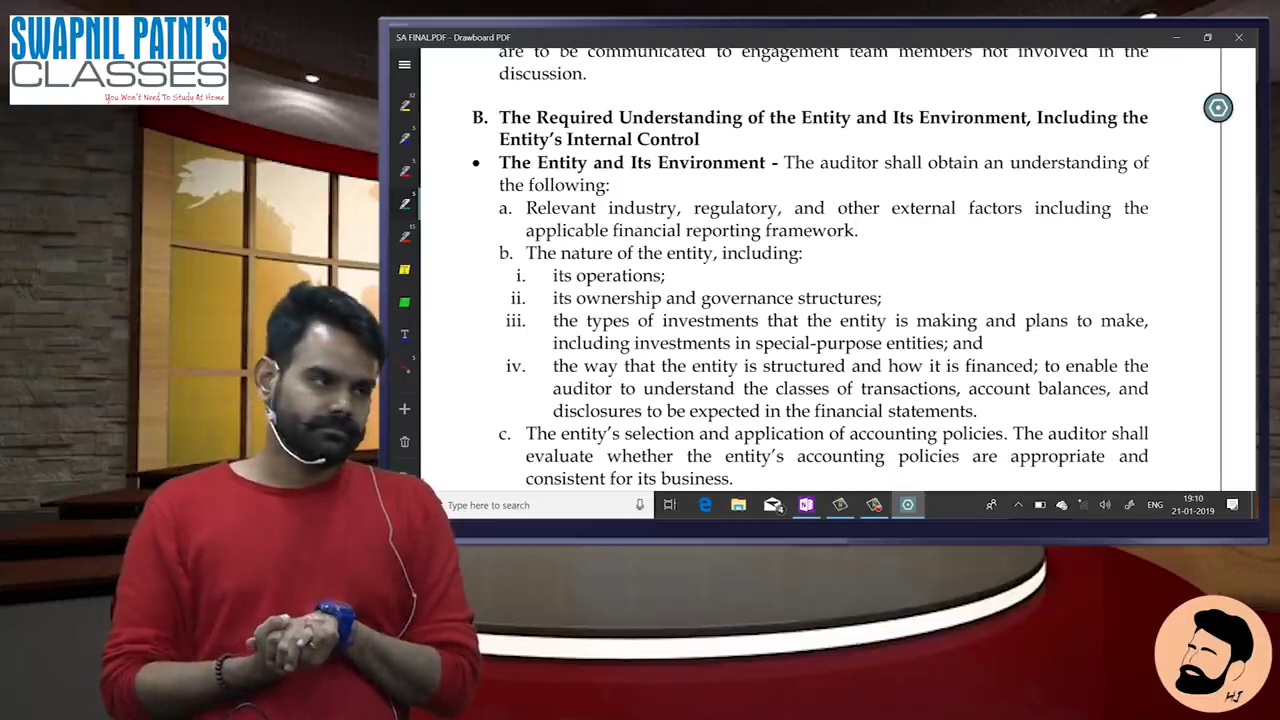 SWAPNIL PATNI'S
CLASSES
You Won't Need To Study At Home
SA FINAL.PDF - Drawboard PDF
are to be communicated to engagement team members not involved in the
discussion.
B. The Required Understanding of the Entity and Its Environment, Including the
Entity's Internal Control
• The Entity and Its Environment - The auditor shall obtain an understanding of
the following:
a. Relevant industry, regulatory, and other external factors including the
applicable financial reporting framework.
b. The nature of the entity, including:
i. its operations;
ii. its ownership and governance structures;
iii. the types of investments that the entity is making and plans to make,
including investments in special-purpose entities; and
iv. the way that the entity is structured and how it is financed; to enable the
auditor to understand the classes of transactions, account balances, and
disclosures to be expected in the financial statements.
c. The entity's selection and application of accounting policies. The auditor shall
evaluate whether the entity's accounting policies are appropriate and
consistent for its business.
Type here to search
ENG
19:10
21-01-2019
HJ